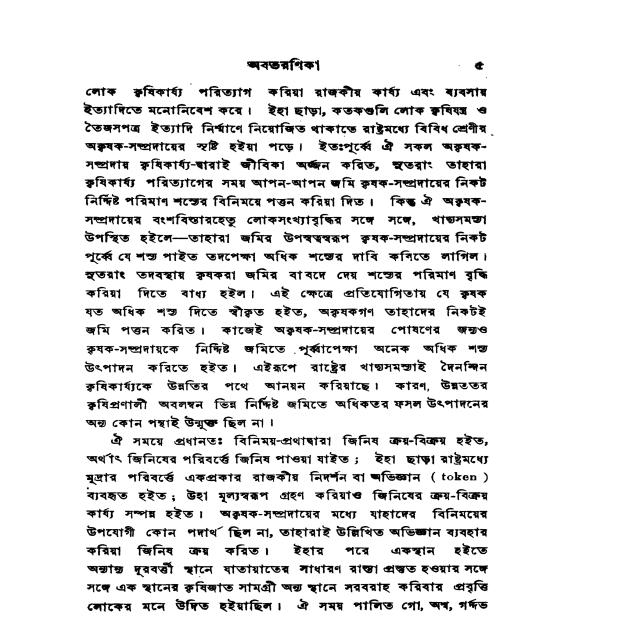 অবতরণিকা ৫
লোক কৃষিকার্য্য পরিত্যাগ করিয়া রাজকীয় কার্য্য এবং ব্যবসায়
ইত্যাদিতে মনোনিবেশ করে। ইহা ছাড়া, কতকগুলি লোক কৃষিযন্ত্র ও
তৈজসপত্র ইত্যাদি নির্ম্মাণে নিয়োজিত থাকাতে রাষ্ট্রমধ্যে বিবিধ শ্রেণীর
অকৃষক-সম্প্রদায়ের সৃষ্টি হইয়া পড়ে। ইতঃপূর্ব্বে ঐ সকল অকৃষক-
সম্প্রদায় কৃষিকার্য্য-দ্বারাই জীবিকা অর্জ্জন করিত, সুতরাং তাহারা
কৃষিকার্য্য পরিত্যাগের সময় আপন-আপন জমি কৃষক-সম্প্রদায়ের নিকট
নির্দ্দিষ্ট পরিমাণ শস্যের বিনিময়ে পত্তন করিয়া দিত। কিন্তু ঐ অকৃষক-
সম্প্রদায়ের বংশবিস্তারহেতু লোকসংখ্যাবৃদ্ধির সঙ্গে সঙ্গে, খাদ্যসমস্যা
উপস্থিত হইলে—তাহারা জমির উপস্বত্বস্বরূপ কৃষক-সম্প্রদায়ের নিকট
পূর্ব্বে যে শস্য পাইত তদপেক্ষা অধিক শস্যের দাবি করিতে লাগিল।
সুতরাং তদবস্থায় কৃষকরা জমির বাবদে দেয় শস্যের পরিমাণ বৃদ্ধি
করিয়া দিতে বাধ্য হইল। এই ক্ষেত্রে প্রতিযোগিতায় যে কৃষক
যত অধিক শস্য দিতে স্বীকৃত হইত, অকৃষকগণ তাহাদের নিকটই
জমি পত্তন করিত। কাজেই অকৃষক-সম্প্রদায়ের পোষণের জন্যও
কৃষক-সম্প্রদায়কে নির্দ্দিষ্ট জমিতে পূর্ব্বাপেক্ষা অনেক অধিক শস্য
উৎপাদন করিতে হইত। এইরূপে রাষ্ট্রের খাদ্যসমস্যাই দৈনন্দিন
কৃষিকার্য্যকে উন্নতির পথে আনয়ন করিয়াছে। কারণ, উন্নততর
কৃষিপ্রণালী অবলম্বন ভিন্ন নির্দ্দিষ্ট জমিতে অধিকতর ফসল উৎপাদনের
অন্য কোন পন্থাই উন্মুক্ত ছিল না।
ঐ সময়ে প্রধানতঃ বিনিময়-প্রথাদ্বারা জিনিষ ক্রয়-বিক্রয় হইত,
অর্থাৎ জিনিষের পরিবর্ত্তে জিনিষ পাওয়া যাইত; ইহা ছাড়া রাষ্ট্রমধ্যে
মুদ্রার পরিবর্ত্তে একপ্রকার রাজকীয় নিদর্শন বা অভিজ্ঞান ( token )
ব্যবহৃত হইত; উহা মূল্যস্বরূপ গ্রহণ করিয়াও জিনিষের ক্রয়-বিক্রয়
কার্য্য সম্পন্ন হইত। অকৃষক-সম্প্রদায়ের মধ্যে যাহাদের বিনিময়ের
উপযোগী কোন পদার্থ ছিল না, তাহারাই উল্লিখিত অভিজ্ঞান ব্যবহার
করিয়া জিনিষ ক্রয় করিত। ইহার পরে একস্থান হইতে
অন্যান্য দূরবর্ত্তী স্থানে যাতায়াতের সাধারণ রাস্তা প্রস্তুত হওয়ার সঙ্গে
সঙ্গে এক স্থানের কৃষিজাত সামগ্রী অন্য স্থানে সরবরাহ করিবার প্রবৃত্তি
লোকের মনে উদিত হইয়াছিল। ঐ সময় পালিত গো, অশ্ব, গর্দ্দভ